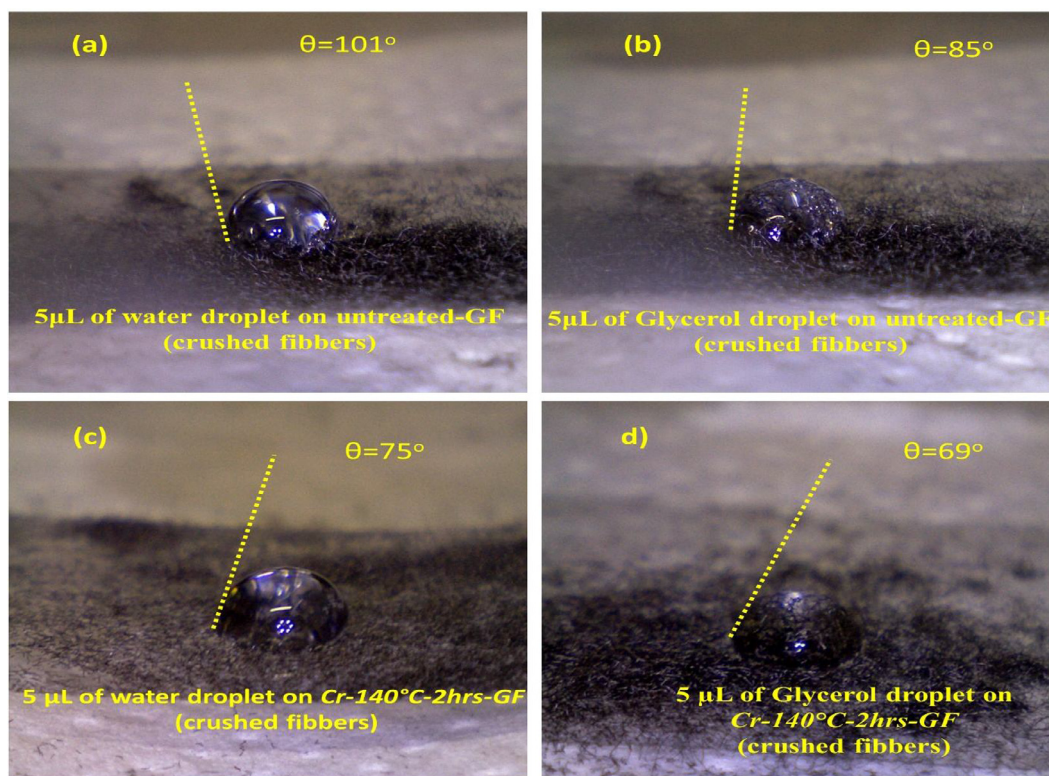 (a)
θ=101°
5µL of water droplet on untreated-GF
(crushed fibbers)
(b)
θ=85°
5µL of Glycerol droplet on untreated-GF
(crushed fibbers)
(c)
θ=75°
5 µL of water droplet on Cr-140°C-2hrs-GF
(crushed fibbers)
d)
θ=69°
5 µL of Glycerol droplet on
Cr-140°C-2hrs-GF
(crushed fibbers)